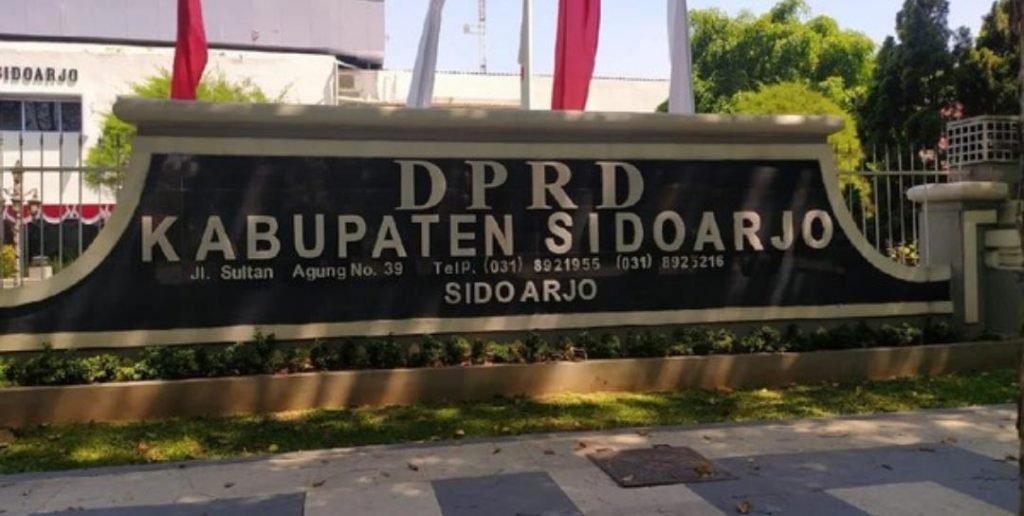 SIDOARJO
DPRD
KABUPATEN SIDOARJO
Jl. Sultan Agung No. 39 Telp. (031) 8921955 (031) 8925216
SIDOARJO